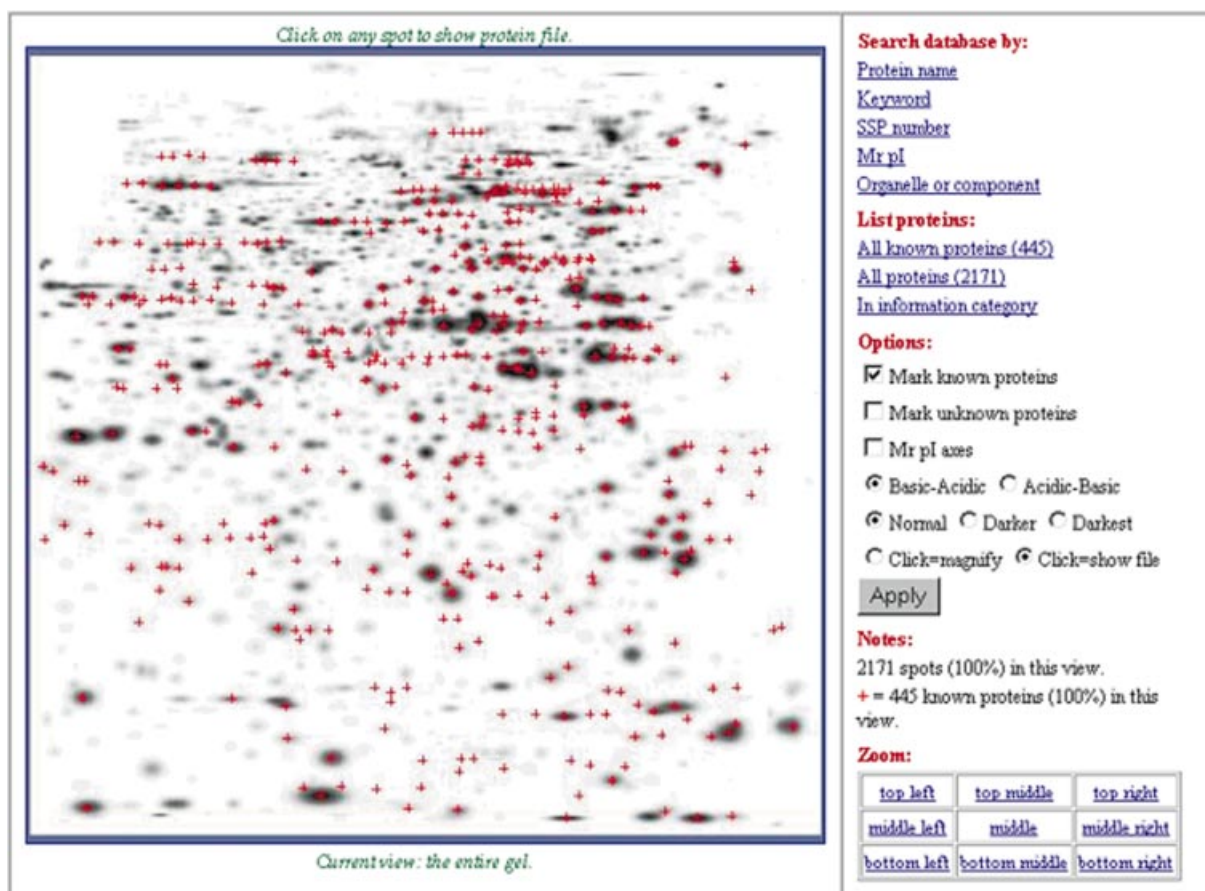 Click on any spot to show protein file.
Current view: the entire gel.
Search database by:
Protein name
Keyword
SSP number
Mr pI
Organelle or component
List proteins:
All known proteins (445)
All proteins (2171)
In information category
Options:
Mark known proteins
Mark unknown proteins
Mr pI axes
Basic-Acidic Acidic-Basic
Normal Darker Darkest
Click=magnify Click=show file
Apply
Notes:
2171 spots (100%) in this view.
+ = 445 known proteins (100%) in this
view.
Zoom:
top left top middle top right
middle left middle middle right
bottom left bottom middle bottom right